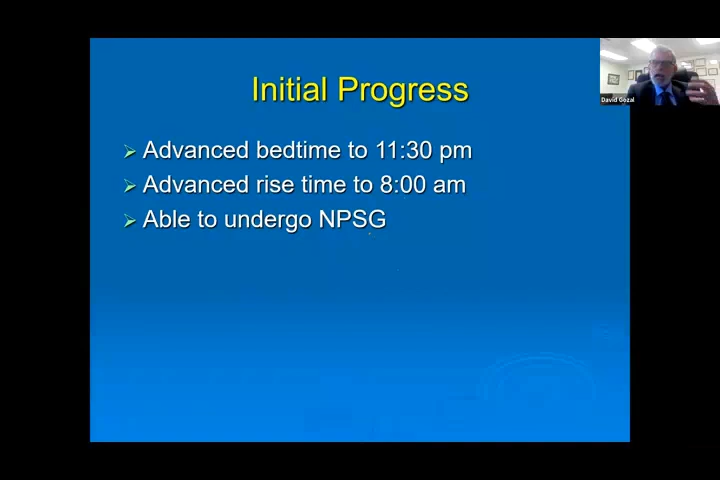 Initial Progress
Advanced bedtime to 11:30 pm
Advanced rise time to 8:00 am
Able to undergo NPSG
David Gozal